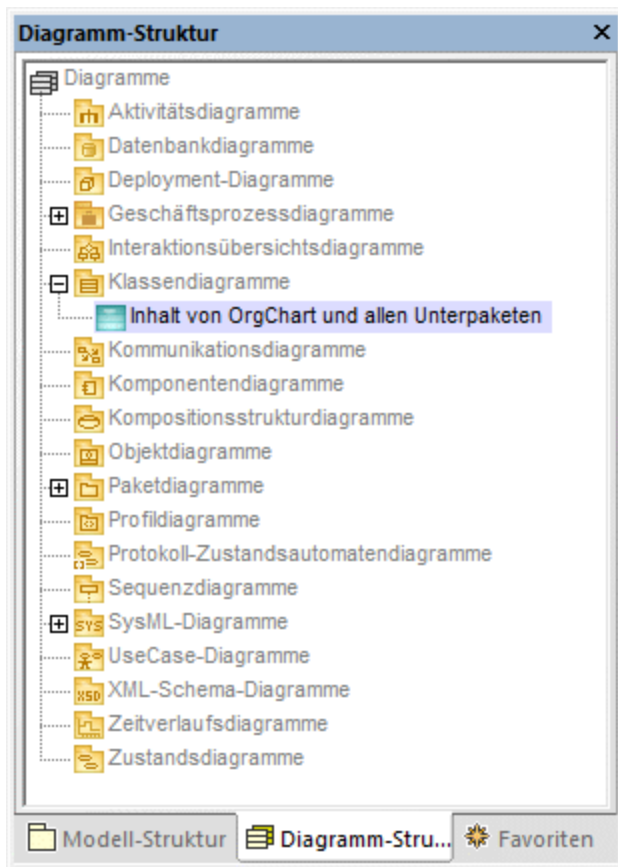 Diagramm-Struktur
Diagramme
Aktivitätsdiagramme
Datenbankdiagramme
Deployment-Diagramme
Geschäftsprozessdiagramme
Interaktionsübersichtsdiagramme
Klassendiagramme
Inhalt von OrgChart und allen Unterpaketen
Kommunikationsdiagramme
Komponentendiagramme
Kompositionsstrukturdiagramme
Objektdiagramme
Paketdiagramme
Profildiagramme
Protokoll-Zustandsautomatendiagramme
Sequenzdiagramme
SYS SysML-Diagramme
UseCase-Diagramme
XSD XML-Schema-Diagramme
Zeitverlaufsdiagramme
Zustandsdiagramme
Modell-Struktur Diagramm-Stru... Favoriten